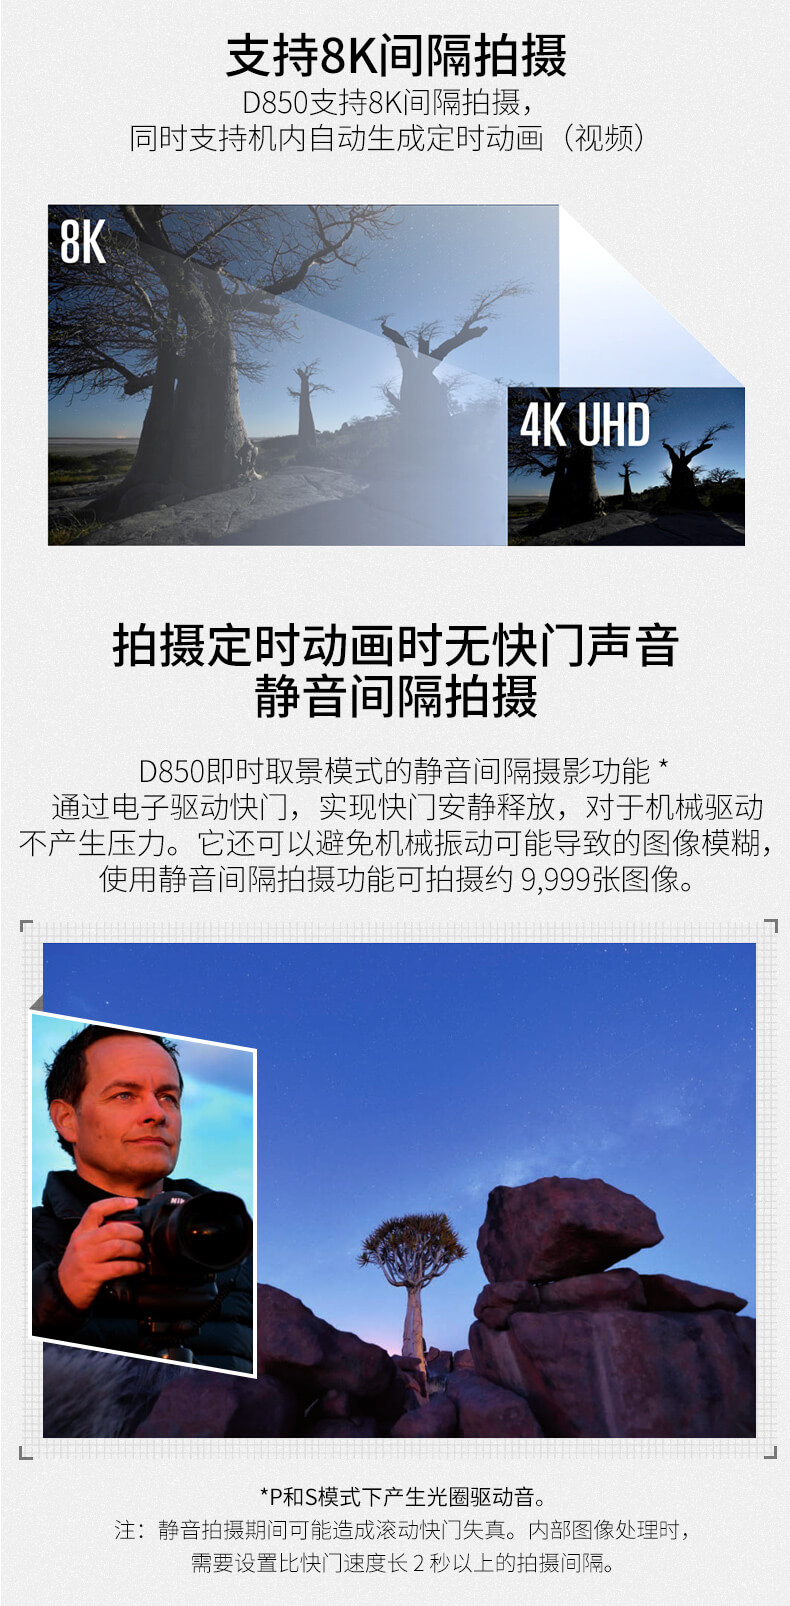 支持8K间隔拍摄
D850支持8K间隔拍摄，
同时支持机内自动生成定时动画（视频）
8K
4K UHD
拍摄定时动画时无快门声音
静音间隔拍摄
D850即时取景模式的静音间隔摄影功能 *
通过电子驱动快门，实现快门安静释放，对于机械驱动
不产生压力。它还可以避免机械振动可能导致的图像模糊，
使用静音间隔拍摄功能可拍摄约 9,999张图像。
*P和S模式下产生光圈驱动音。
注：静音拍摄期间可能造成滚动快门失真。内部图像处理时，
需要设置比快门速度长 2 秒以上的拍摄间隔。